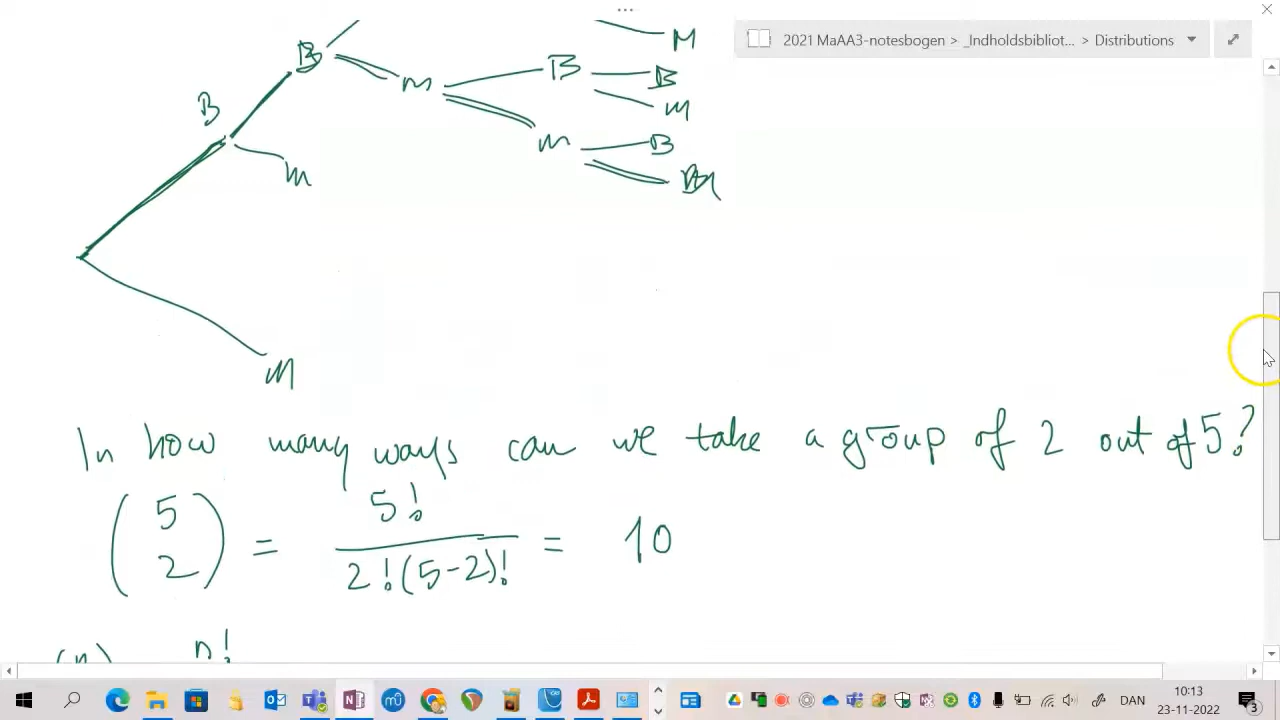 2021 MaAA3-notesbogen > _Indholdsbibliot... > Distributions
M
B
B
B
m
m
B
m
B
m
M
In how many ways can we take a group of 2 out of 5?
(5 2) = 5! / 2!(5-2)! = 10
(n) n!
DAN
10:13
23-11-2022
3